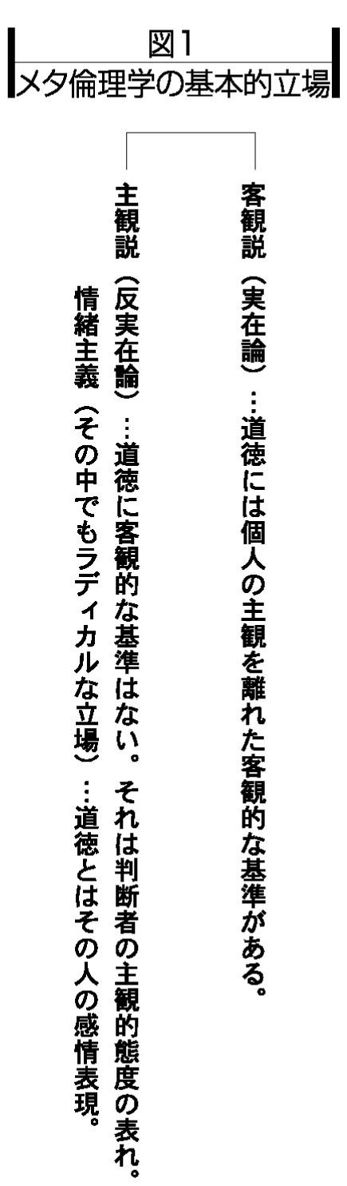 図1
メタ倫理学の基本的立場
客観説（実在論）…道徳には個人の主観を離れた客観的な基準がある。
主観説（反実在論）…道徳に客観的な基準はない。それは判断者の主観的態度の表れ。
情緒主義（その中でもラディカルな立場）…道徳とはその人の感情表現。